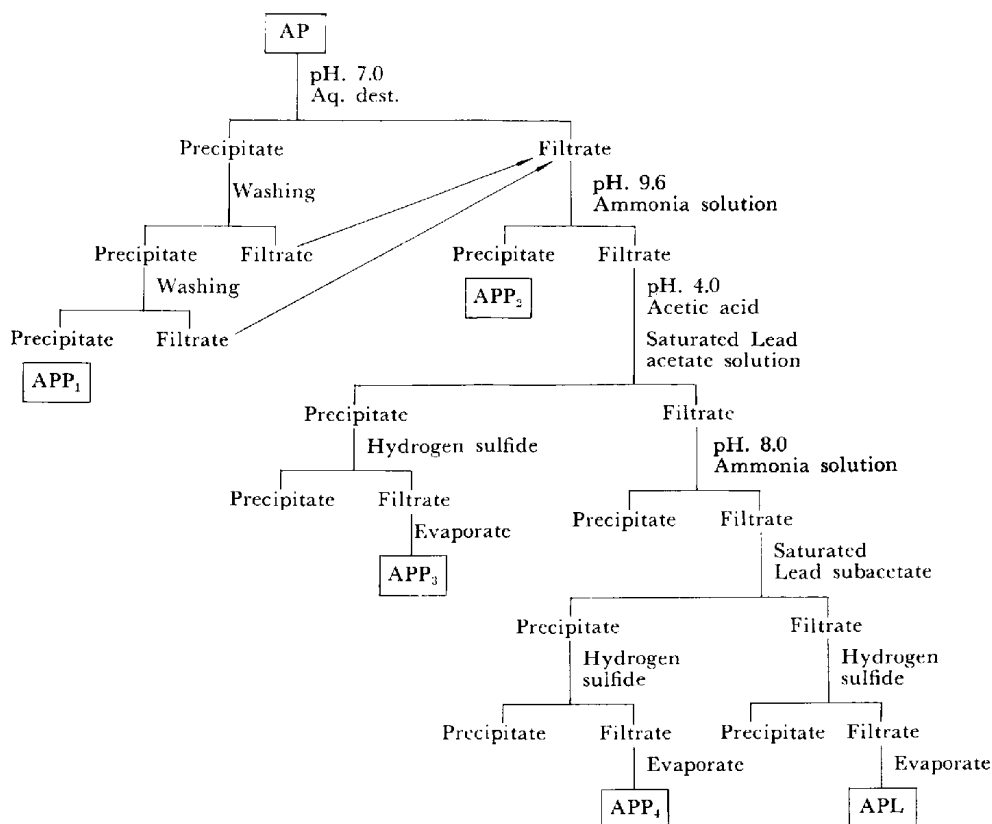 AP
pH. 7.0
Aq. dest.
Precipitate
Filtrate
Washing
pH. 9.6
Ammonia solution
Precipitate
Filtrate
Precipitate
Filtrate
Washing
APP₂
pH. 4.0
Acetic acid
Precipitate
Filtrate
Saturated Lead
acetate solution
APP₁
Precipitate
Filtrate
Hydrogen sulfide
pH. 8.0
Ammonia solution
Precipitate
Filtrate
Precipitate
Filtrate
Evaporate
Saturated
Lead subacetate
APP₃
Precipitate
Filtrate
Hydrogen
sulfide
Hydrogen
sulfide
Precipitate
Filtrate
Precipitate
Filtrate
Evaporate
Evaporate
APP₄
APL